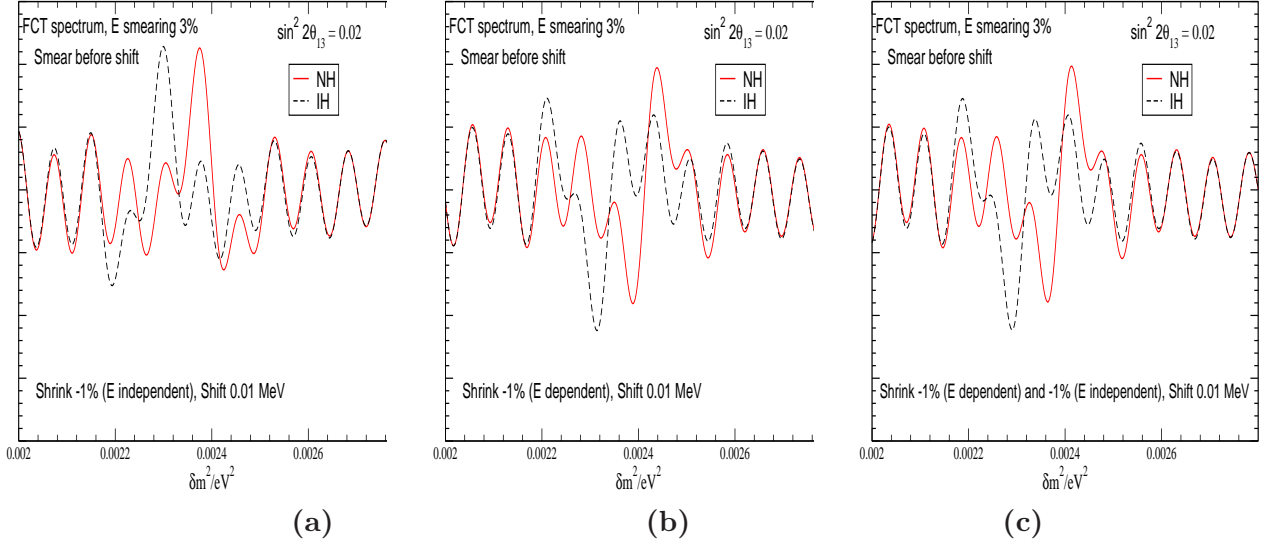 FCT spectrum, E smearing 3%
sin² 2θ₁₃ = 0.02
Smear before shift
NH
IH
Shrink -1% (E independent), Shift 0.01 MeV
0.002
0.0022
0.0024
0.0026
δm²/eV²
(a)
FCT spectrum, E smearing 3%
sin² 2θ₁₃ = 0.02
Smear before shift
NH
IH
Shrink -1% (E dependent), Shift 0.01 MeV
0.002
0.0022
0.0024
0.0026
δm²/eV²
(b)
FCT spectrum, E smearing 3%
sin² 2θ₁₃ = 0.02
Smear before shift
NH
IH
Shrink -1% (E dependent) and -1% (E independent), Shift 0.01 MeV
0.002
0.0022
0.0024
0.0026
δm²/eV²
(c)